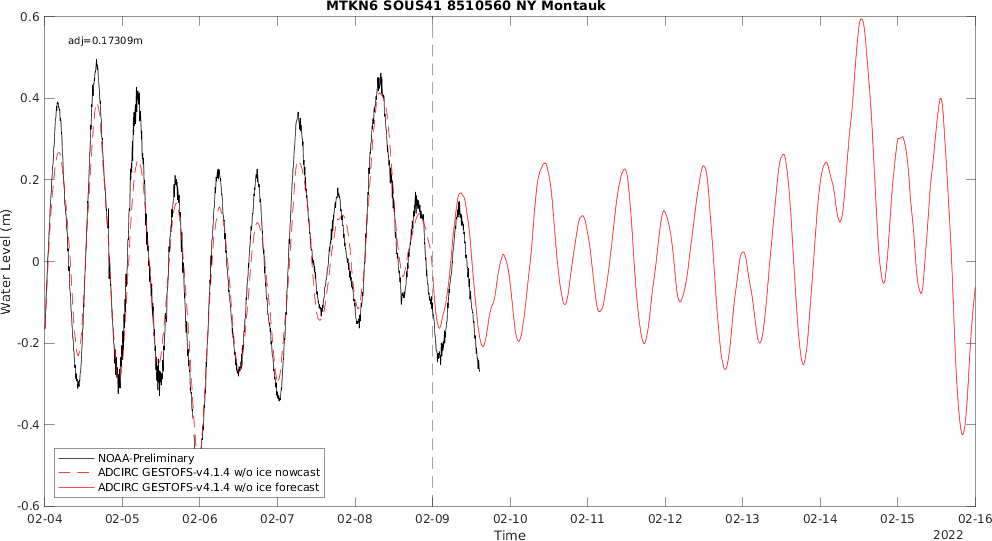 MTKN6 SOUS41 8510560 NY Montauk
adj=0.17309m
0.6
0.4
0.2
0
-0.2
-0.4
-0.6
Water Level (m)
NOAA-Preliminary
ADCIRC GESTOFS-v4.1.4 w/o ice nowcast
ADCIRC GESTOFS-v4.1.4 w/o ice forecast
02-04 02-05 02-06 02-07 02-08 02-09 02-10 02-11 02-12 02-13 02-14 02-15 02-16
Time
2022